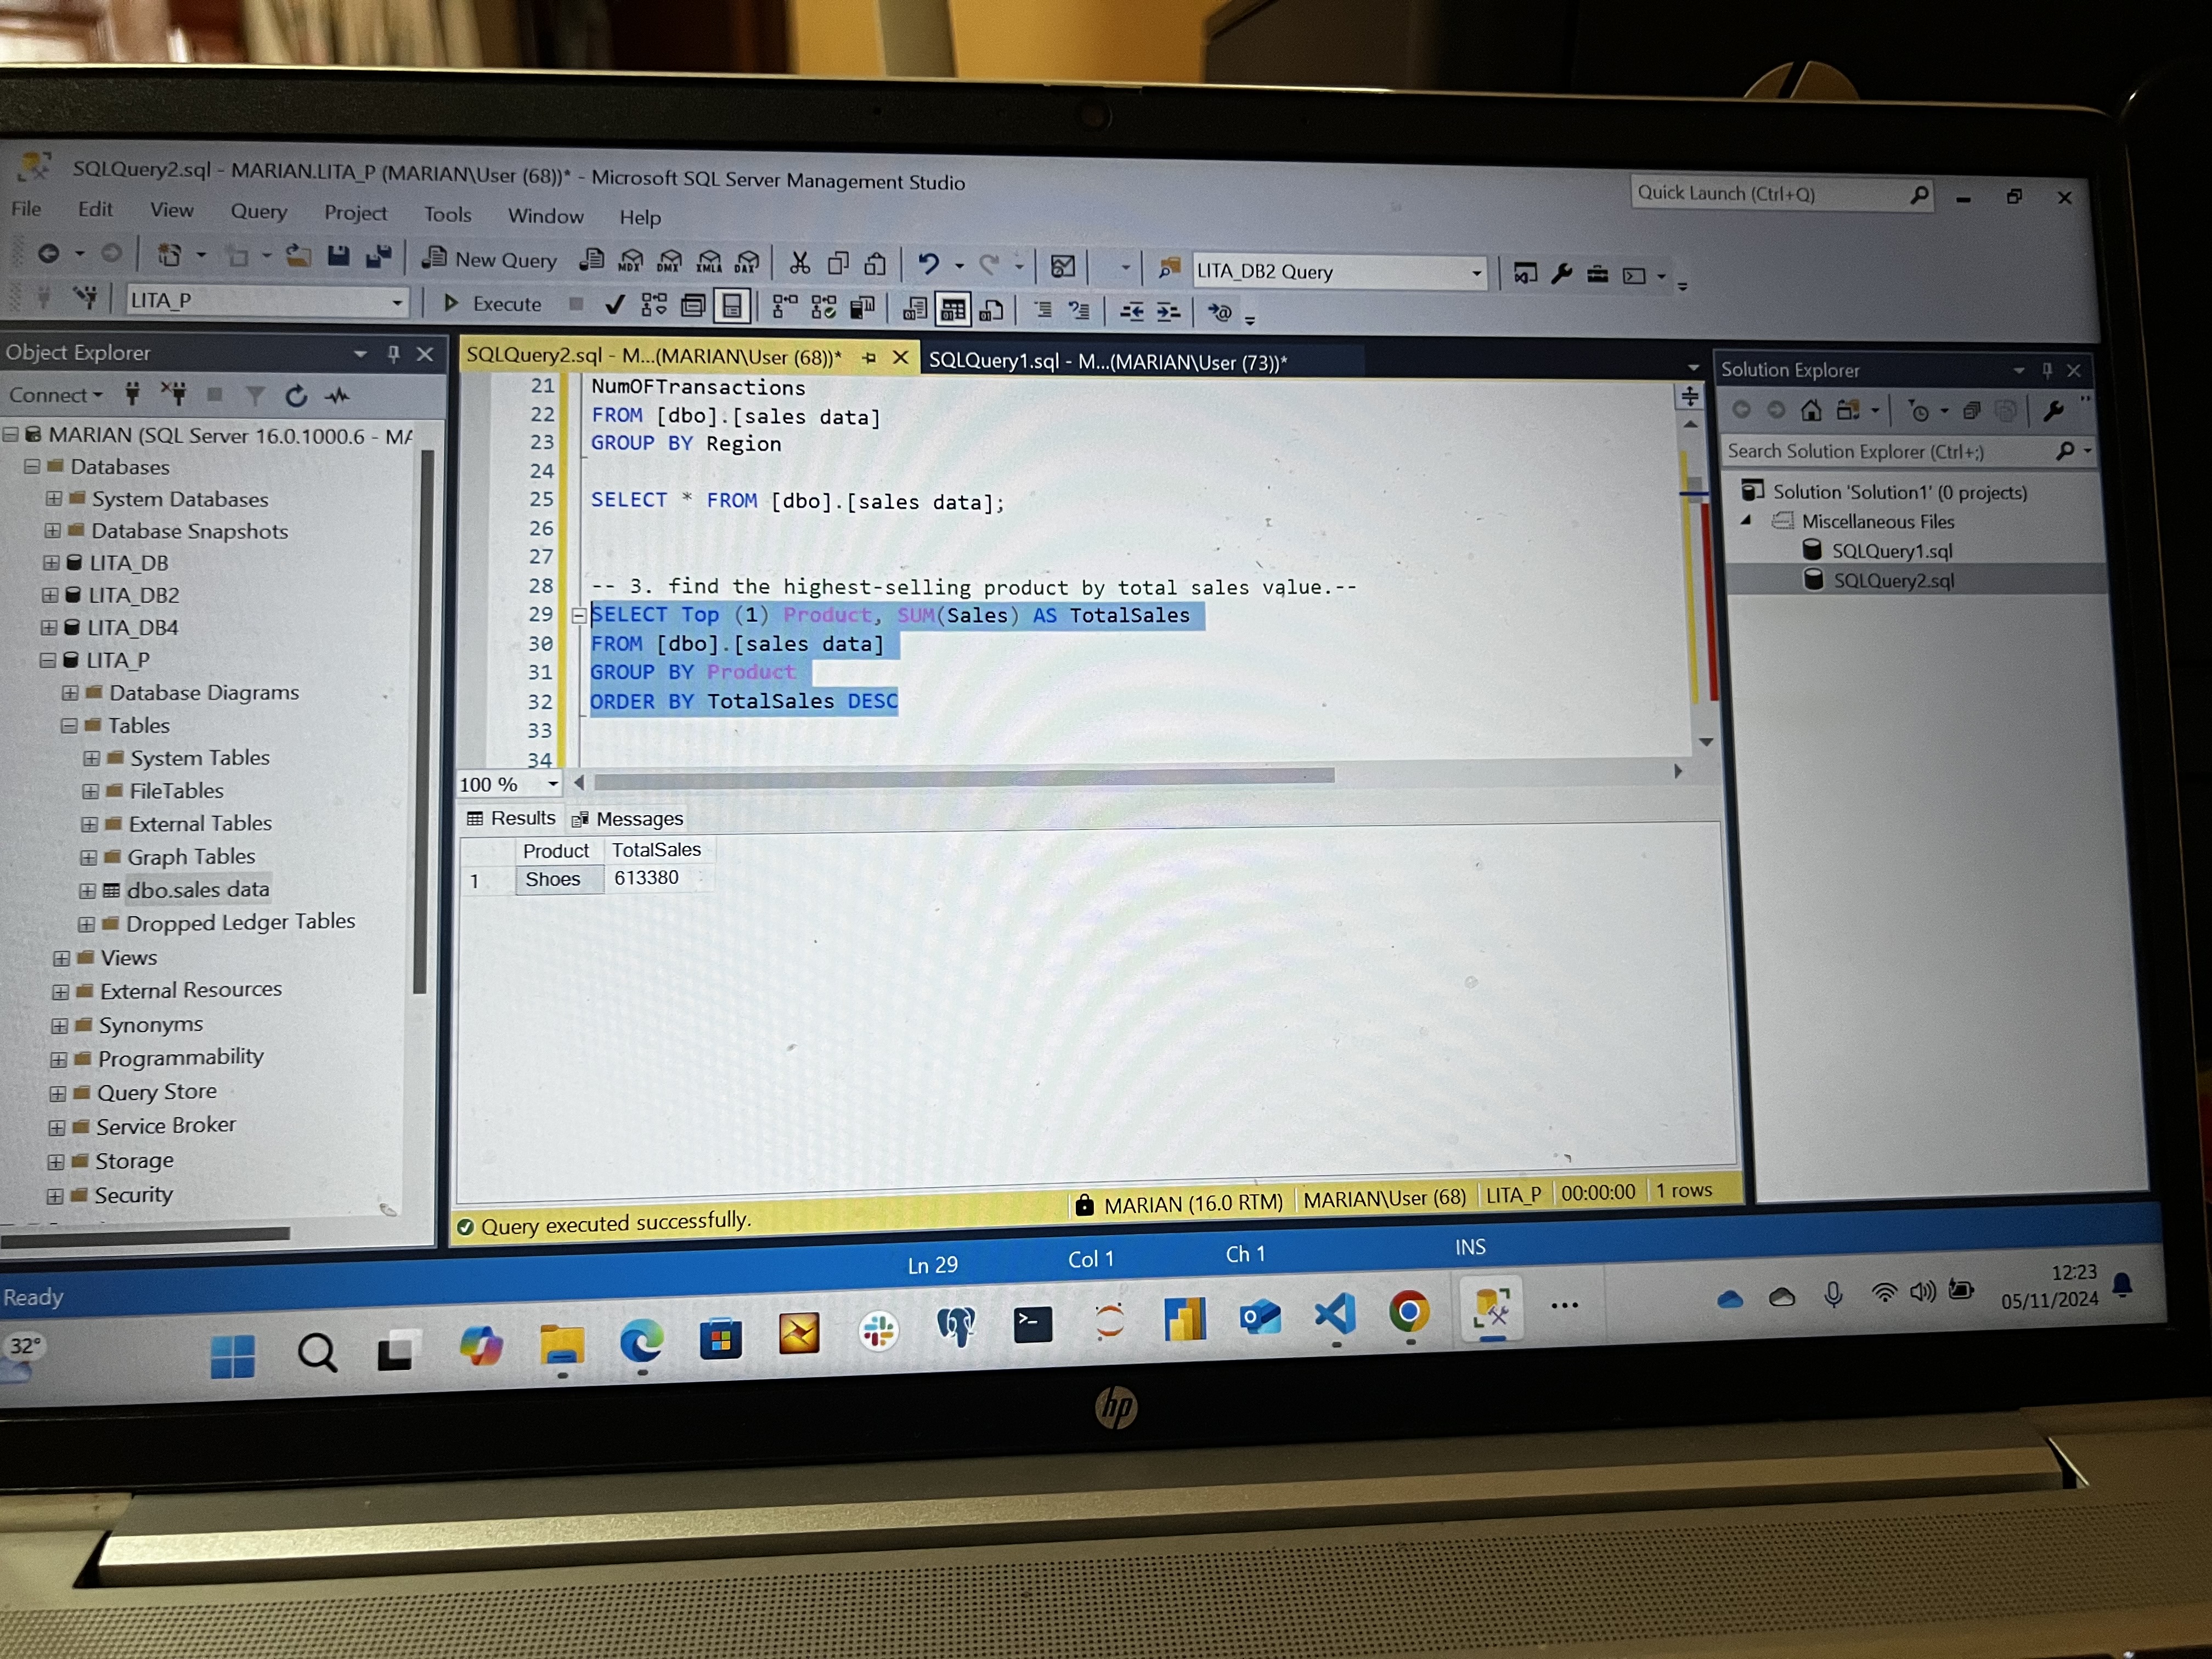 SQLQuery2.sql - MARIAN.LITA_P (MARIAN\User (68))* - Microsoft SQL Server Management Studio
Quick Launch (Ctrl+Q)
File Edit View Query Project Tools Window Help
New Query MDX DMX XMLA DAX LITA_DB2 Query
LITA_P Execute
Object Explorer
Connect
MARIAN (SQL Server 16.0.1000.6 - MA
Databases
System Databases
Database Snapshots
LITA_DB
LITA_DB2
LITA_DB4
LITA_P
Database Diagrams
Tables
System Tables
FileTables
External Tables
Graph Tables
dbo.sales data
Dropped Ledger Tables
Views
External Resources
Synonyms
Programmability
Query Store
Service Broker
Storage
Security
SQLQuery2.sql - M...(MARIAN\User (68))* SQLQuery1.sql - M...(MARIAN\User (73))*
21 NumOFTransactions
22 FROM [dbo].[sales data]
23 GROUP BY Region
24
25 SELECT * FROM [dbo].[sales data];
26
27
28 -- 3. find the highest-selling product by total sales value.--
29 SELECT Top (1) Product, SUM(Sales) AS TotalSales
30 FROM [dbo].[sales data]
31 GROUP BY Product
32 ORDER BY TotalSales DESC
33
34
100 %
Results Messages
Product TotalSales
1 Shoes 613380
Query executed successfully. MARIAN (16.0 RTM) MARIAN\User (68) LITA_P 00:00:00 1 rows
Solution Explorer
Search Solution Explorer (Ctrl+;)
Solution 'Solution1' (0 projects)
Miscellaneous Files
SQLQuery1.sql
SQLQuery2.sql
Ready Ln 29 Col 1 Ch 1 INS
32°
12:23
05/11/2024
hp